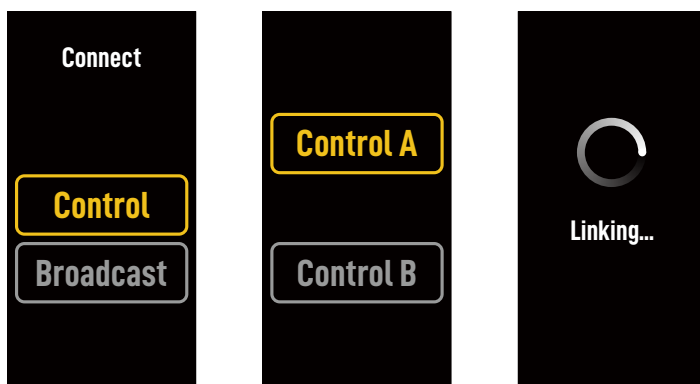 Connect
Control
Broadcast
Control A
Control B
Linking...